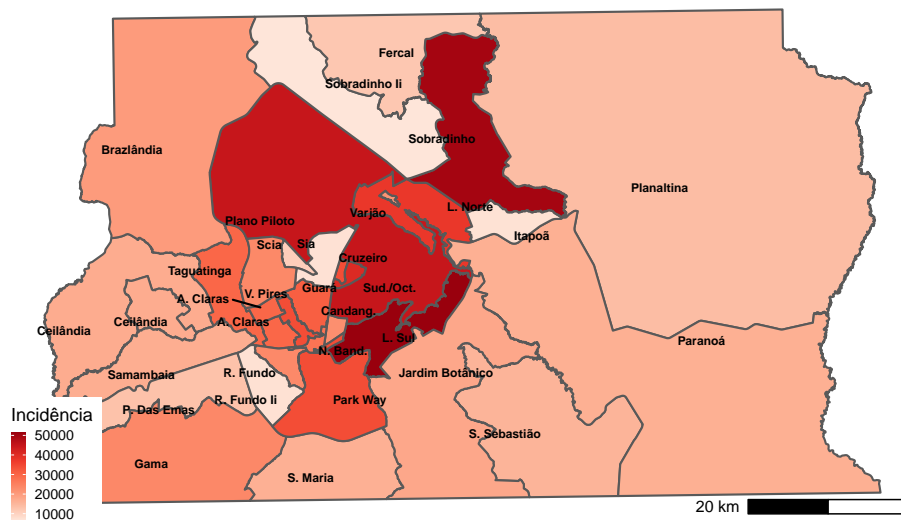 Fercal
Sobradinho Ii
Sobradinho
Brazlândia
Planaltina
L. Norte
Varjão
Plano Piloto
Itapoã
Scia
Sia
Cruzeiro
Taguatinga
V. Pires
Guará
Sud./Oct.
A. Claras
Candang.
Ceilândia
A. Claras
Ceilândia
L. Sul
Paranoá
N. Band.
R. Fundo
Jardim Botânico
Samambaia
R. Fundo Ii
Park Way
P. Das Emas
S. Sebastião
Gama
S. Maria
Incidência
50000
40000
30000
20000
10000
20 km